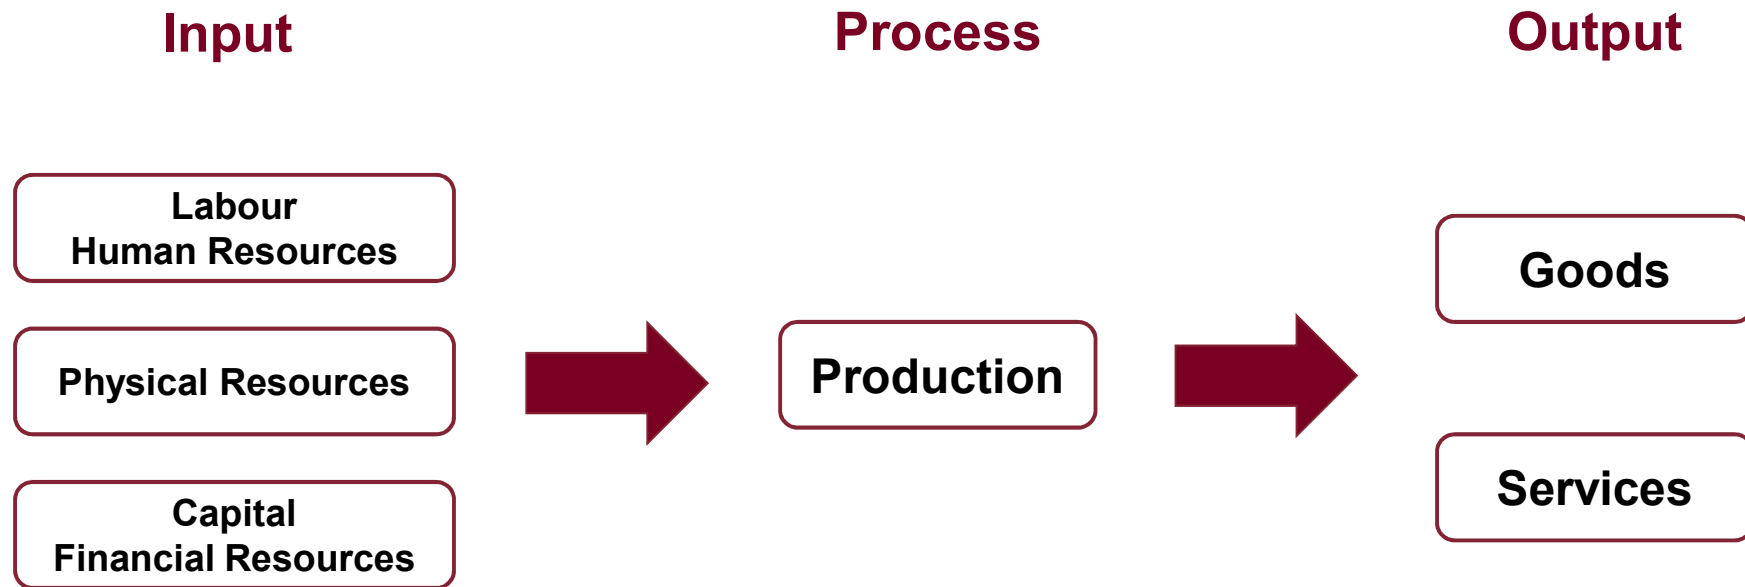 Input
Process
Output
Labour
Human Resources
Physical Resources
Capital
Financial Resources
Production
Goods
Services